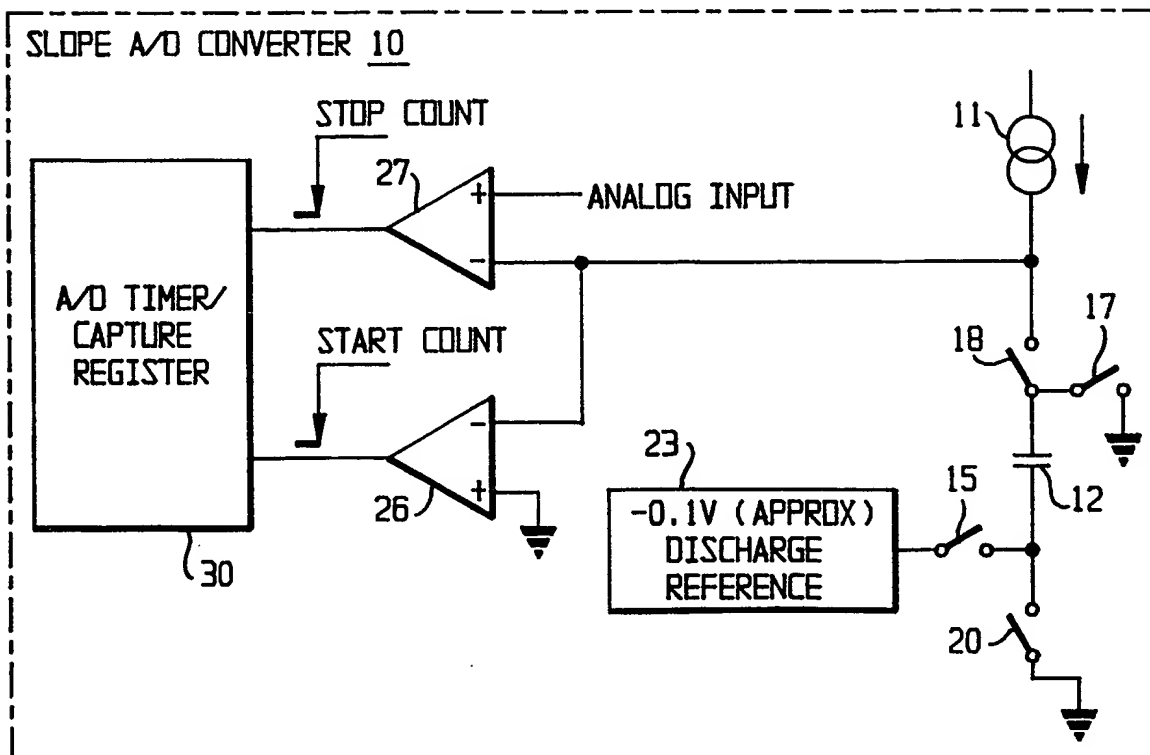 SLOPE A/D CONVERTER 10
STOP COUNT
11
27
+
ANALOG INPUT
-
A/D TIMER/
CAPTURE
REGISTER
START COUNT
18
17
-
+
26
23
15
12
-0.1V (APPROX)
DISCHARGE
REFERENCE
30
20